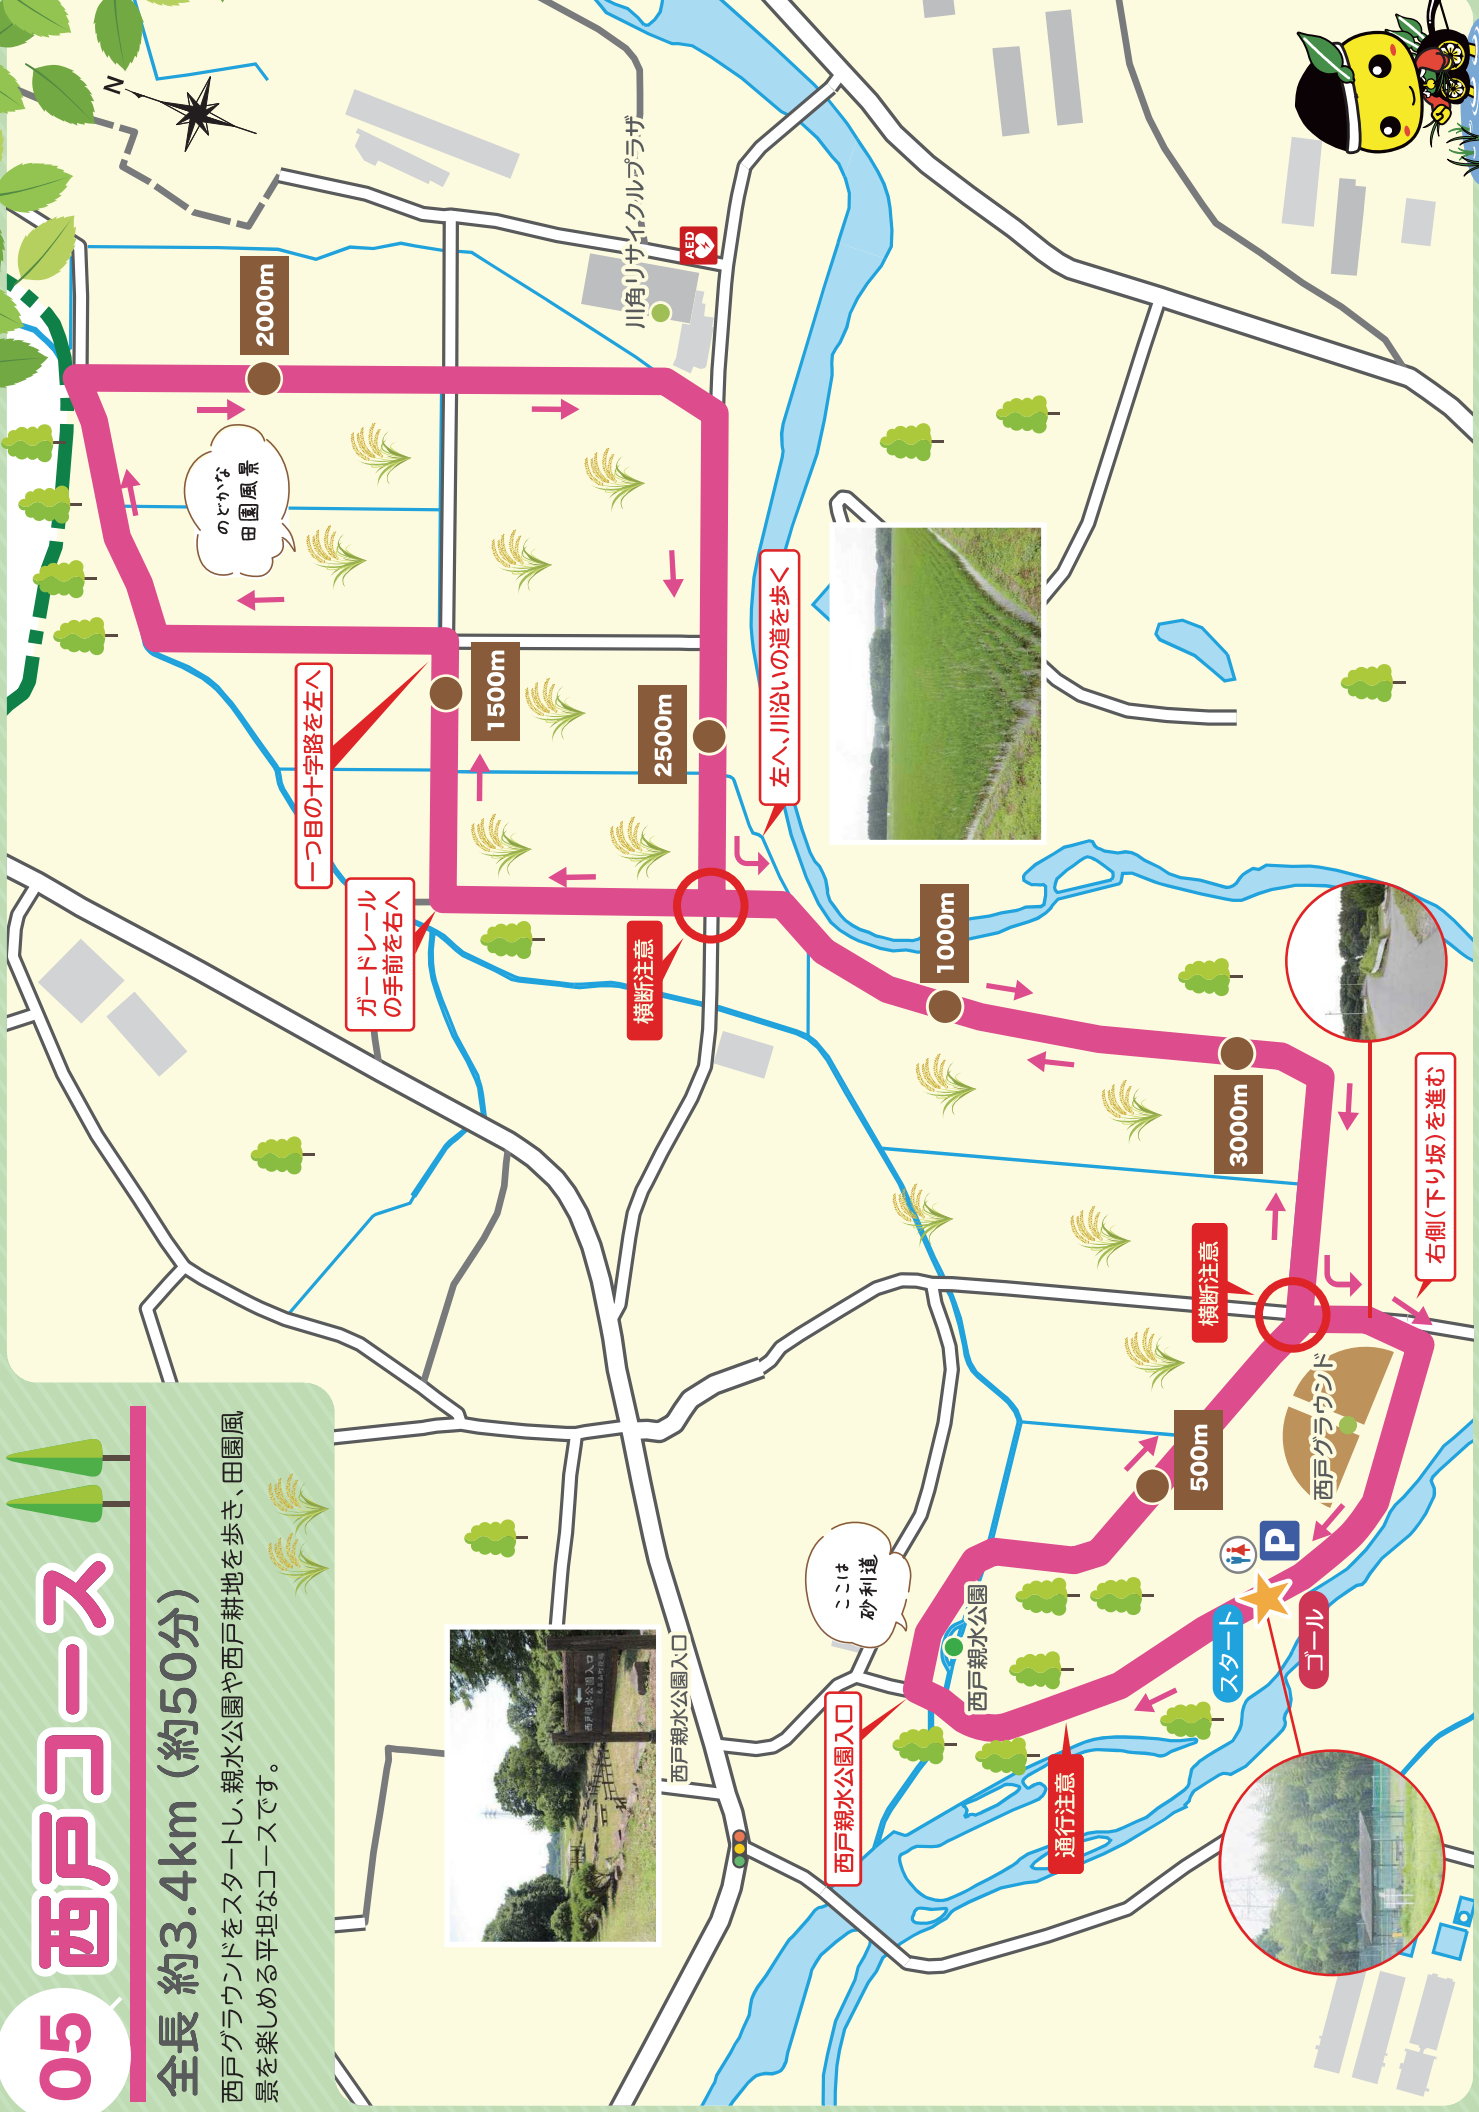 05 西戸コース
全長 約3.4km（約50分）
西戸グラウンドをスタートし、親水公園や西戸耕地を歩き、田園風
景を楽しめる平坦なコースです。
N
2000m
のどかな
田園風景
川角リサイクルプラザ
AED
一つ目の十字路を左へ
1500m
2500m
左へ、川沿いの道を歩く
ガードレール
の手前を右へ
横断注意
1000m
3000m
右側（下り坂）を進む
横断注意
500m
西戸グラウンド
P
スタート
ゴール
ここは
砂利道
西戸親水公園
西戸親水公園入口
西戸親水公園入口
西戸親水公園入口
通行注意